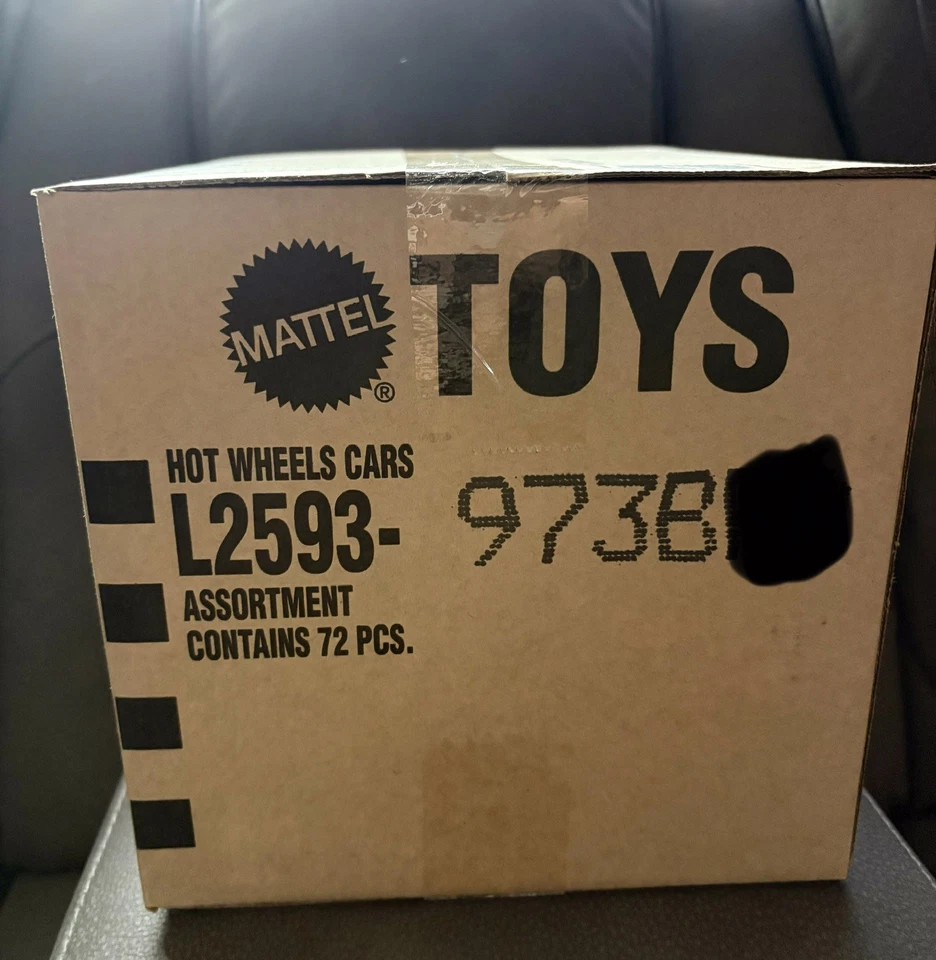 MATTEL® TOYS
HOT WHEELS CARS
L2593- 973B
ASSORTMENT
CONTAINS 72 PCS.